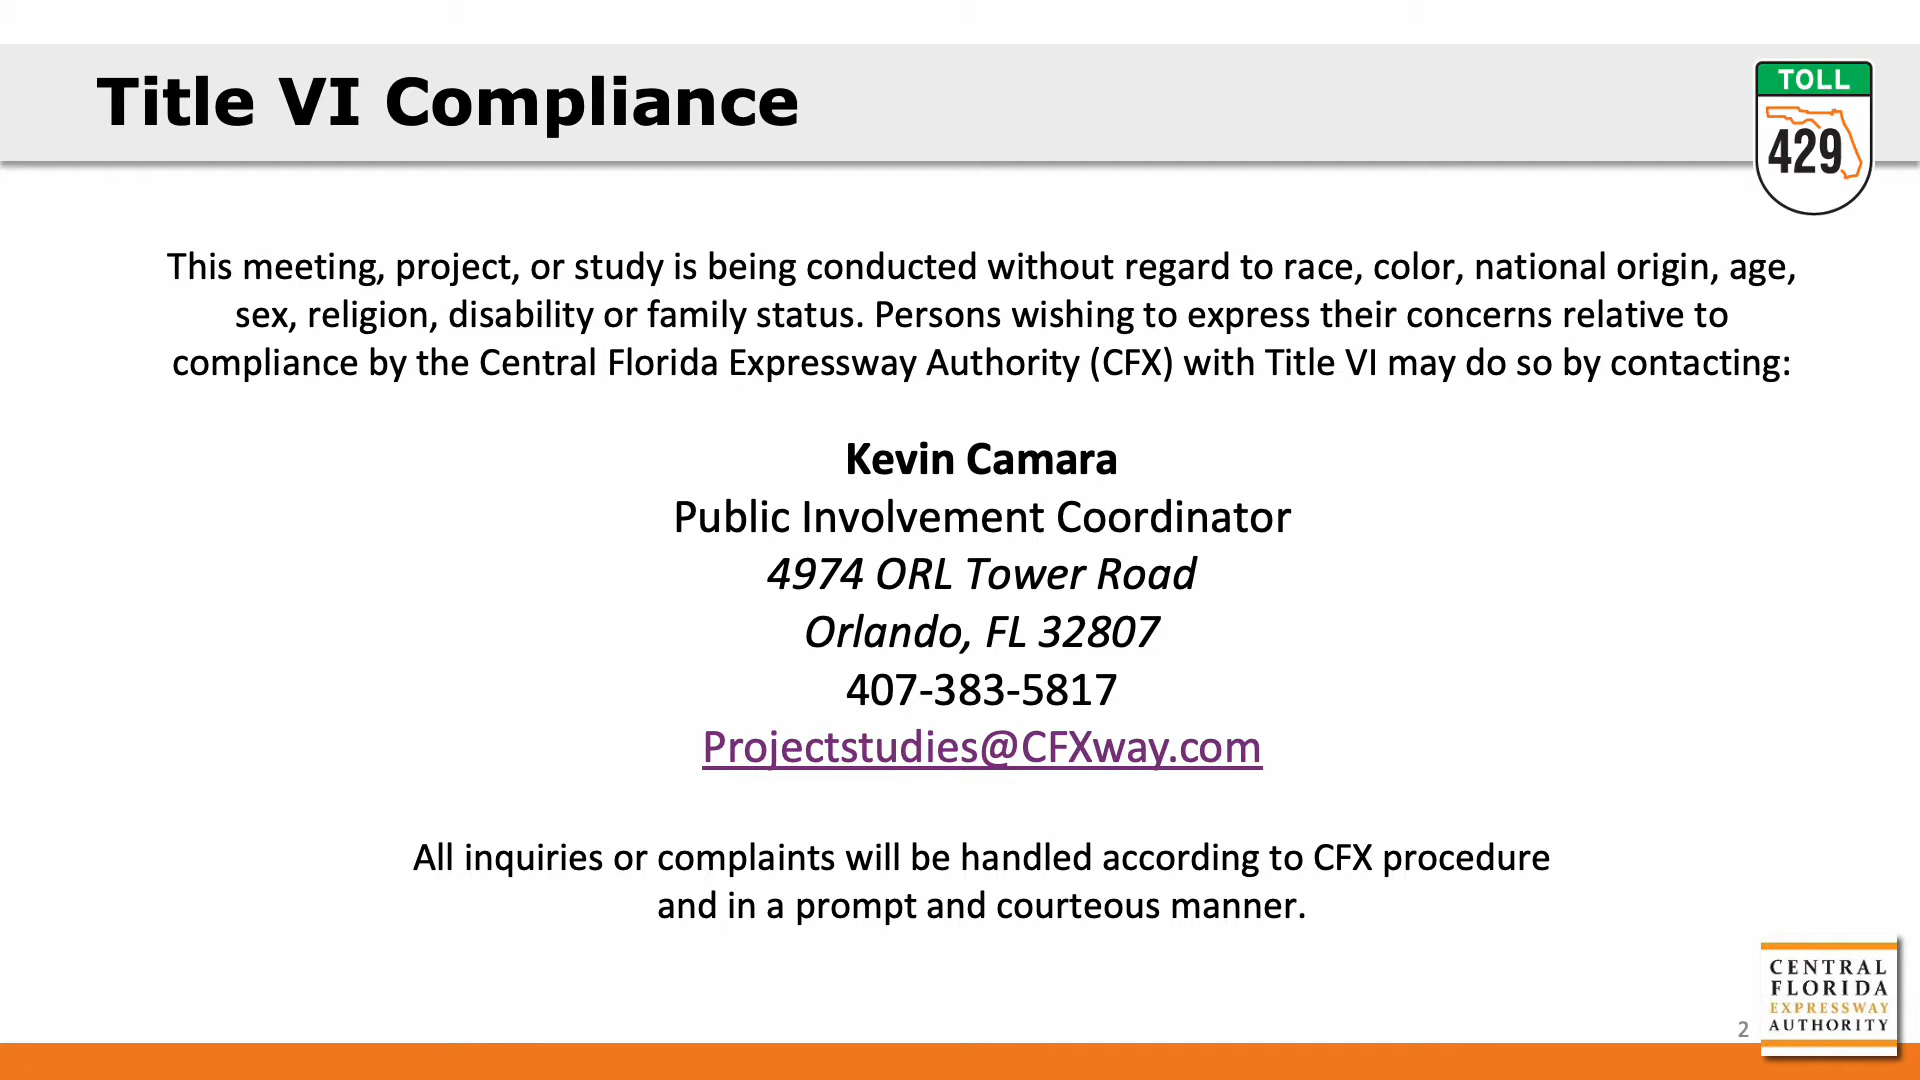 Title VI Compliance
TOLL
429
This meeting, project, or study is being conducted without regard to race, color, national origin, age,
sex, religion, disability or family status. Persons wishing to express their concerns relative to
compliance by the Central Florida Expressway Authority (CFX) with Title VI may do so by contacting:
Kevin Camara
Public Involvement Coordinator
4974 ORL Tower Road
Orlando, FL 32807
407-383-5817
Projectstudies@CFXway.com
All inquiries or complaints will be handled according to CFX procedure
and in a prompt and courteous manner.
2
CENTRAL
FLORIDA
EXPRESSWAY
AUTHORITY